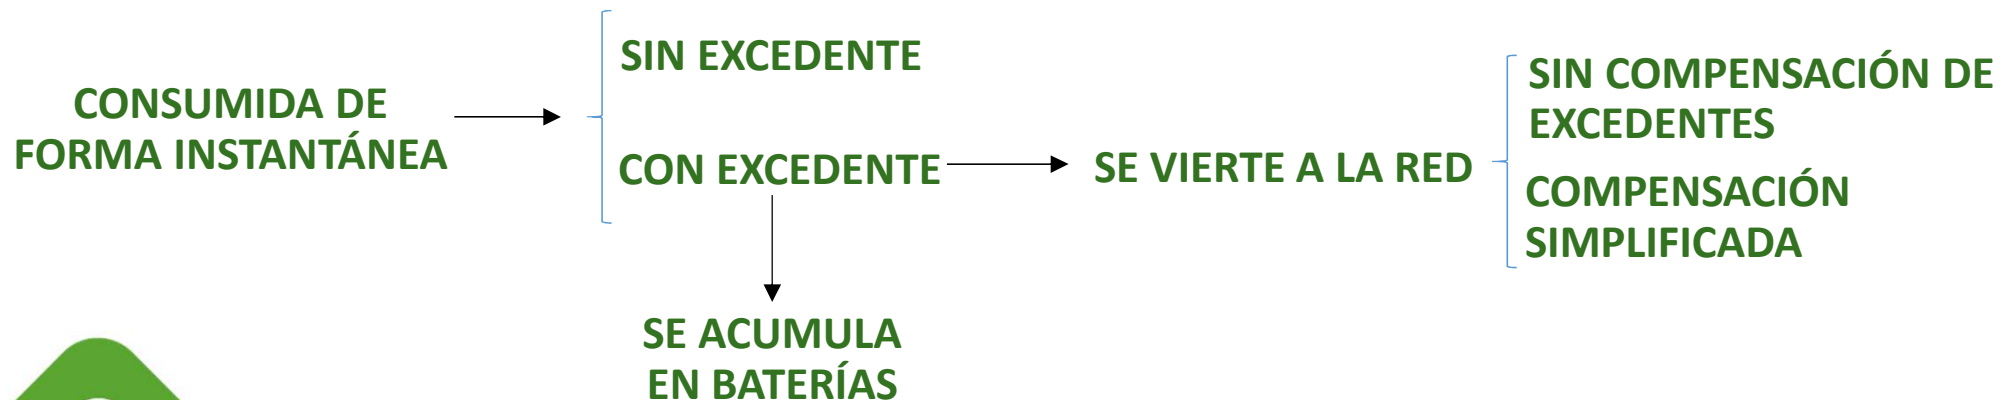 CONSUMIDA DE
FORMA INSTANTÁNEA
SIN EXCEDENTE
CON EXCEDENTE
SE ACUMULA
EN BATERÍAS
SE VIERTE A LA RED
SIN COMPENSACIÓN DE
EXCEDENTES
COMPENSACIÓN
SIMPLIFICADA